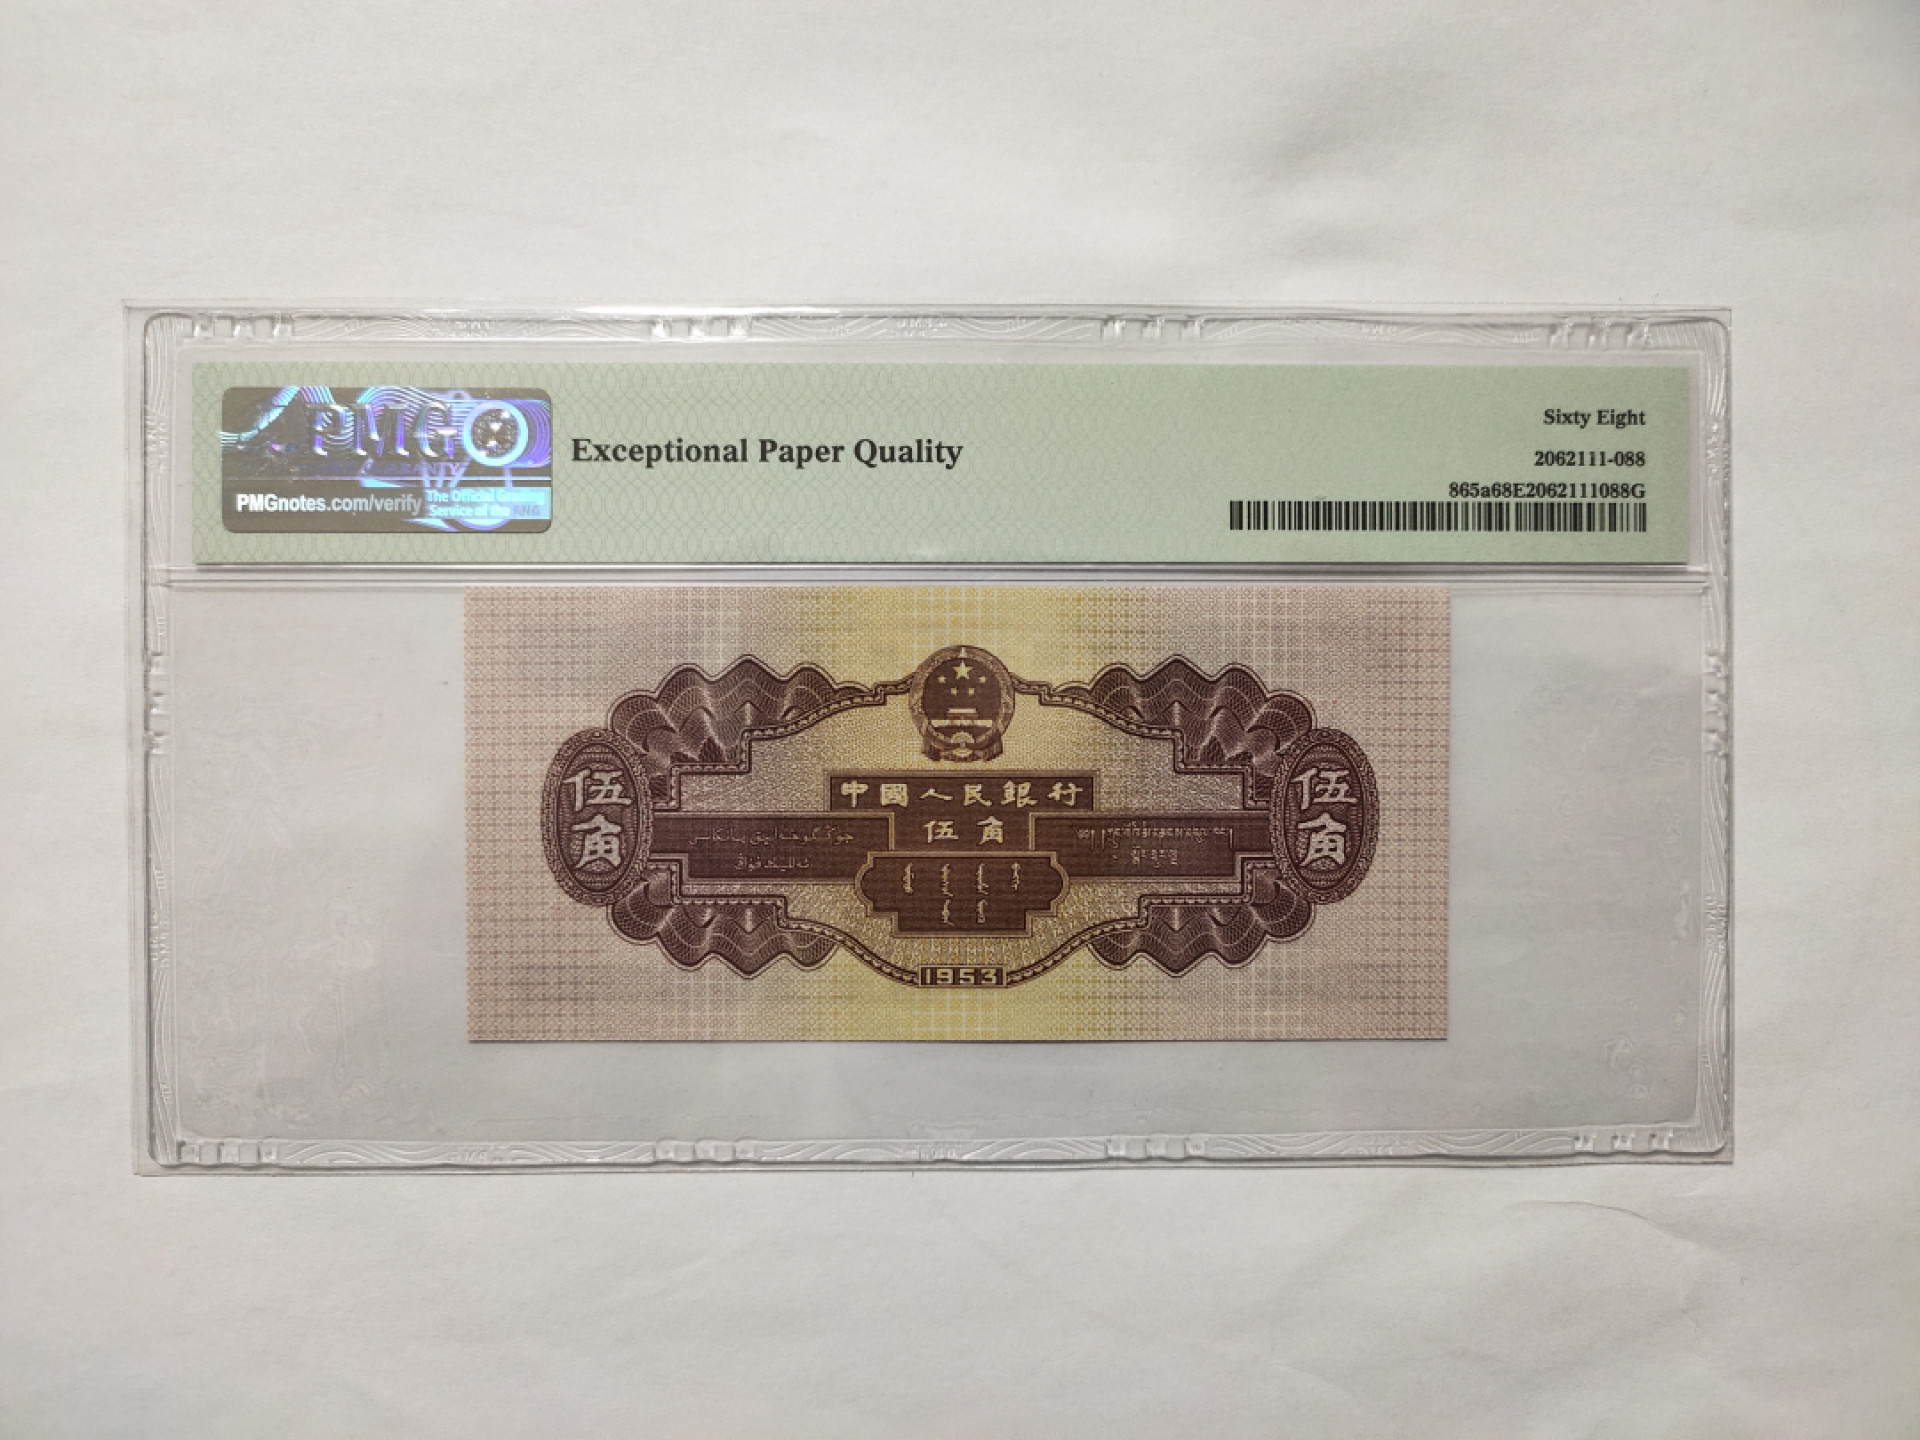 PMG
PMGnotes.com/verify
The Official Grading
Service of the ANA
Exceptional Paper Quality
Sixty Eight
2062111-088
865a68E2062111088G
伍角
中國人民銀行
伍角
伍角
1953